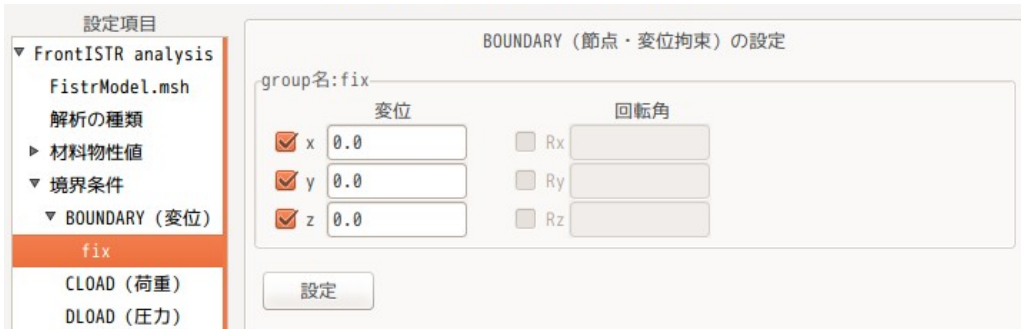 設定項目
▼ FrontISTR analysis
FistrModel.msh
解析の種類
▶ 材料物性値
▼ 境界条件
▼ BOUNDARY (変位)
fix
CLOAD (荷重)
DLOAD (圧力)
BOUNDARY (節点・変位拘束) の設定
group名:fix
変位 回転角
x 0.0 Rx
y 0.0 Ry
z 0.0 Rz
設定